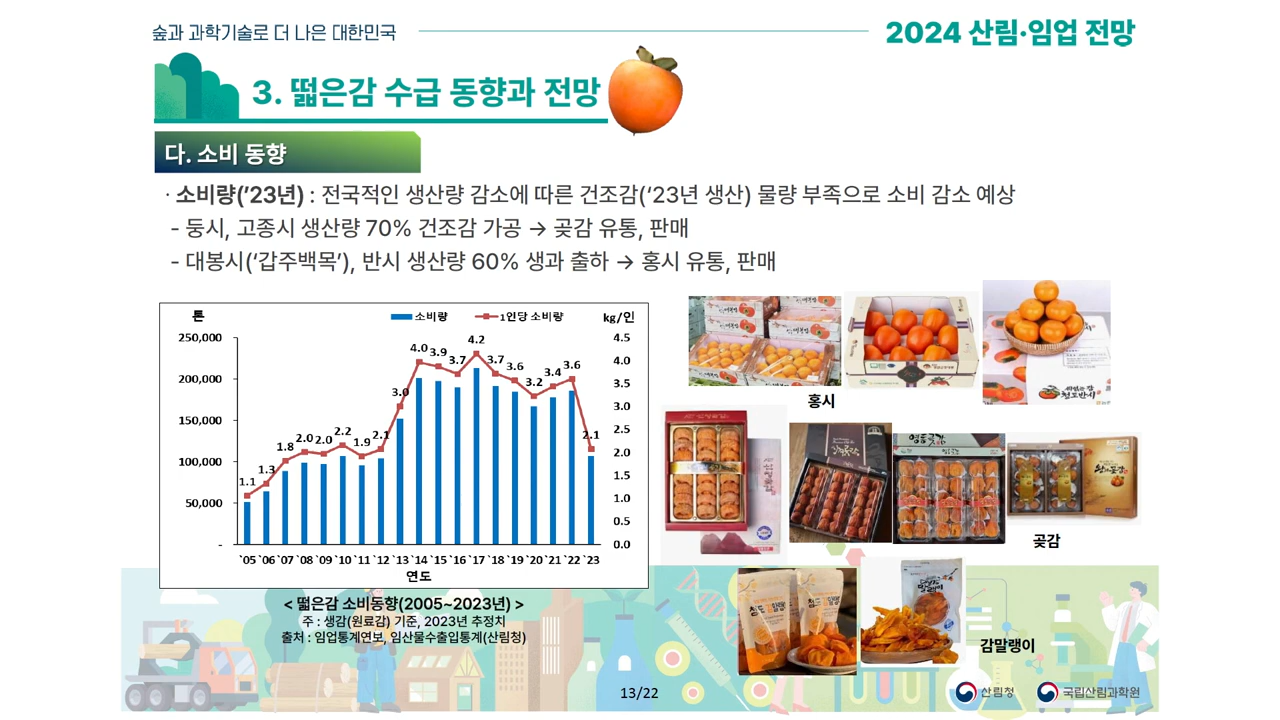 숲과 과학기술로 더 나은 대한민국
2024 산림·임업 전망
3. 떫은감 수급 동향과 전망
다. 소비 동향
· 소비량('23년) : 전국적인 생산량 감소에 따른 건조감('23년 생산) 물량 부족으로 소비 감소 예상
- 둥시, 고종시 생산량 70% 건조감 가공 → 곶감 유통, 판매
- 대봉시('갑주백목'), 반시 생산량 60% 생과 출하 → 홍시 유통, 판매
톤
소비량
1인당 소비량
kg/인
250,000
200,000
150,000
100,000
50,000
-
4.5
4.0
3.5
3.0
2.5
2.0
1.5
1.0
0.5
0.0
1.1
1.3
1.8
2.0
2.0
2.2
1.9
2.1
3.0
4.0
3.9
3.7
4.2
3.7
3.6
3.2
3.4
3.6
2.1
`05 `06 `07 `08 `09 `10 `11 `12 `13 `14 `15 `16 `17 `18 `19 `20 `21 `22 `23
연도
< 떫은감 소비동향(2005~2023년) >
주 : 생감(원료감) 기준, 2023년 추정치
출처 : 임업통계연보, 임산물수출입통계(산림청)
청도반시
홍시
영동곶감
곶감
감말랭이
13/22
산림청
국립산림과학원